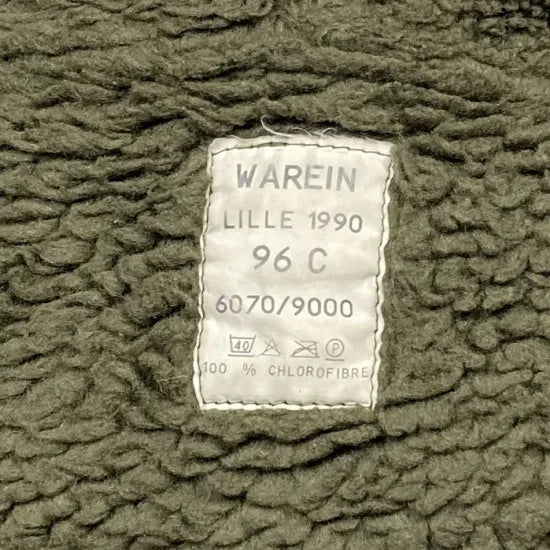 WAREIN
LILLE 1990
96 C
6070/9000
40 P
100 % CHLOROFIBRE